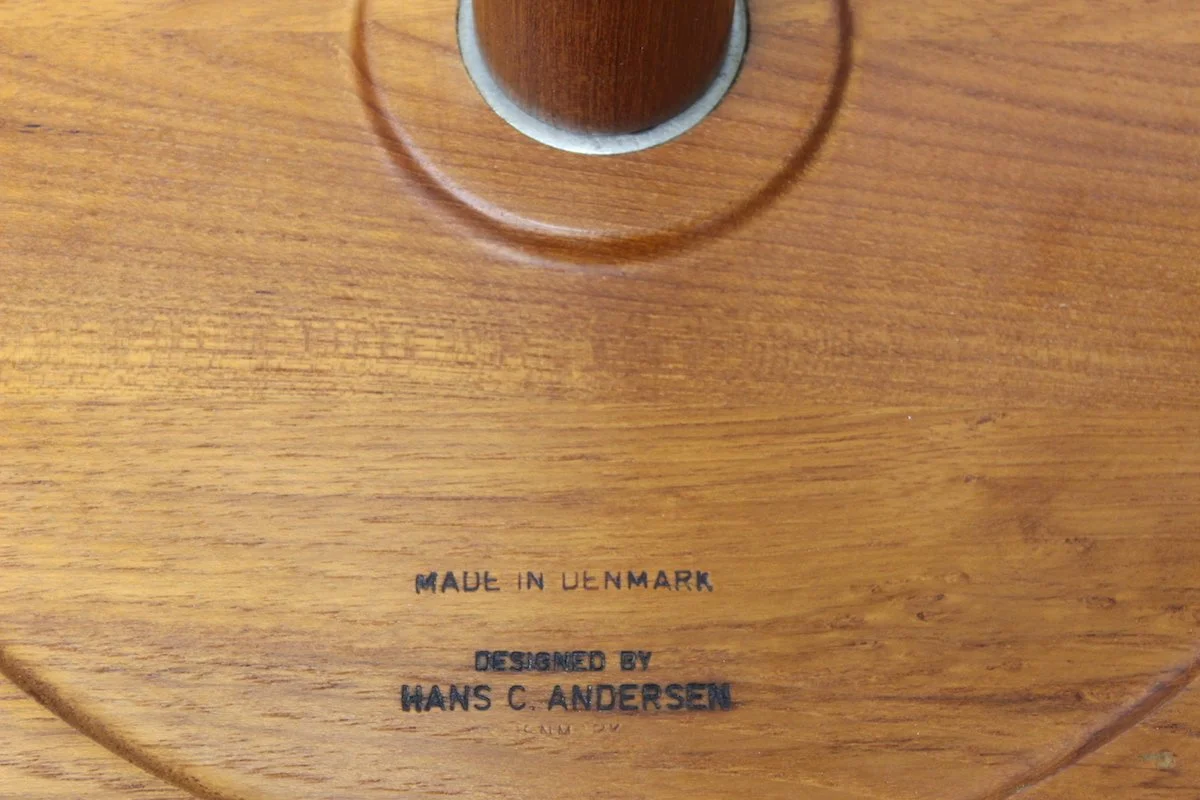 MADE IN DENMARK
DESIGNED BY
HANS C. ANDERSEN